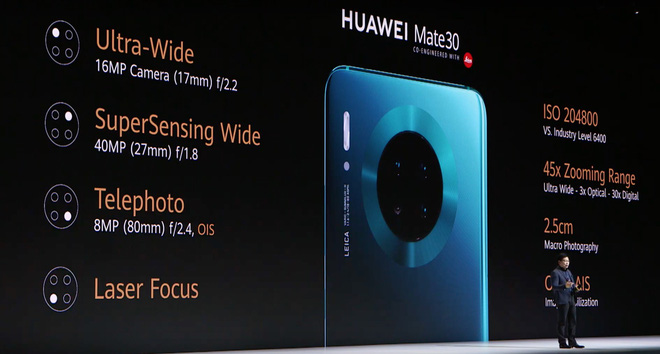 HUAWEI Mate30
CO-ENGINEERED WITH
Ultra-Wide
16MP Camera (17mm) f/2.2
SuperSensing Wide
40MP (27mm) f/1.8
Telephoto
8MP (80mm) f/2.4, OIS
Laser Focus
LEICA
ISO 204800
VS. Industry Level 6400
45x Zooming Range
Ultra Wide - 3x Optical - 30x Digital
2.5cm
Macro Photography